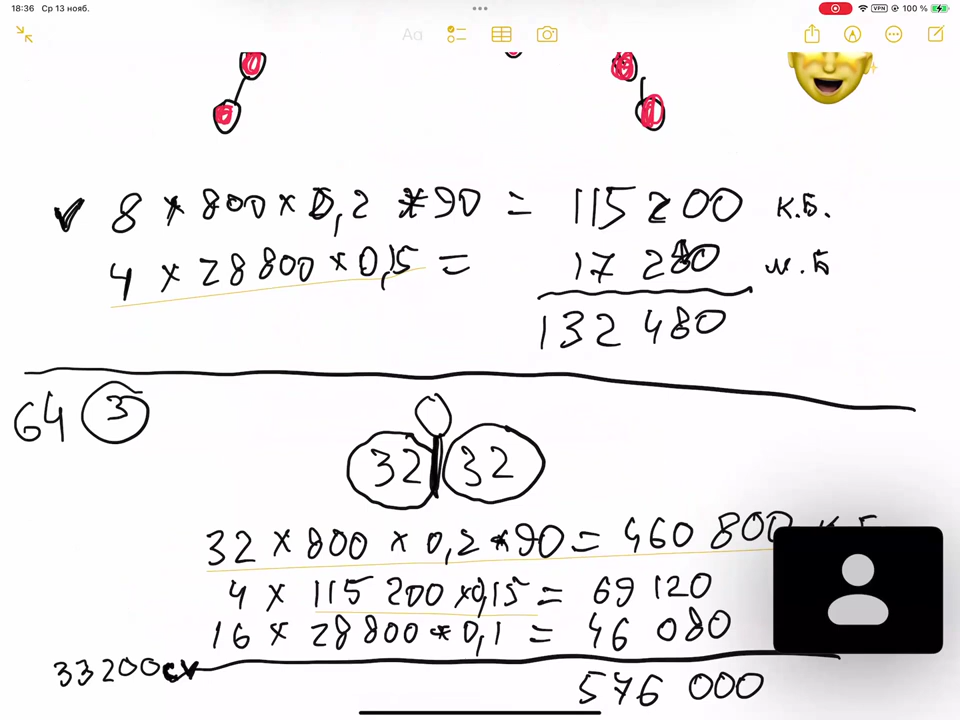 18:36 Ср 13 нояб.
VPN 100 %
Aa
8 × 800 × 0,2 * 90 = 115 200 к.б.
4 × 28 800 × 0,15 = 17 280 м.б
132 480
64 3
32 32
32 × 800 × 0,2 * 90 = 460 800
4 × 115 200 × 0,15 = 69 120
16 × 28 800 * 0,1 = 46 080
33200
576 000